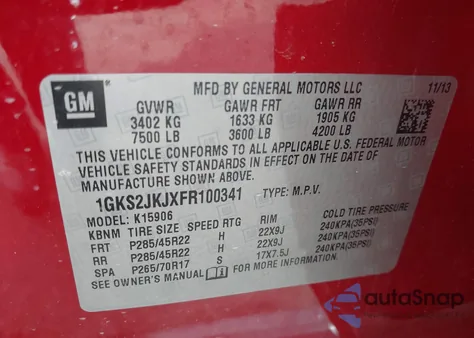 GM
MFD BY GENERAL MOTORS LLC 11/13
GVWR GAWR FRT GAWR RR
3402 KG 1633 KG 1905 KG
7500 LB 3600 LB 4200 LB
THIS VEHICLE CONFORMS TO ALL APPLICABLE U.S. FEDERAL MOTOR
VEHICLE SAFETY STANDARDS IN EFFECT ON THE DATE OF
MANUFACTURE SHOWN ABOVE.
1GKS2JKJXFR100341 TYPE: M.P.V.
MODEL: K15906
KBNM TIRE SIZE SPEED RTG RIM COLD TIRE PRESSURE
FRT P285/45R22 H 22X9J 240KPA(35PSI)
RR P285/45R22 H 22X9J 240KPA(35PSI)
SPA P265/70R17 S 17X7.5J 240KPA(35PSI)
SEE OWNER'S MANUAL FOR
autoSnap